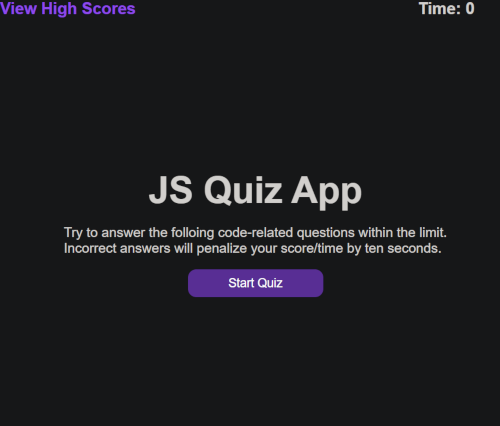 View High Scores
Time: 0
JS Quiz App
Try to answer the folloing code-related questions within the limit.
Incorrect answers will penalize your score/time by ten seconds.
Start Quiz